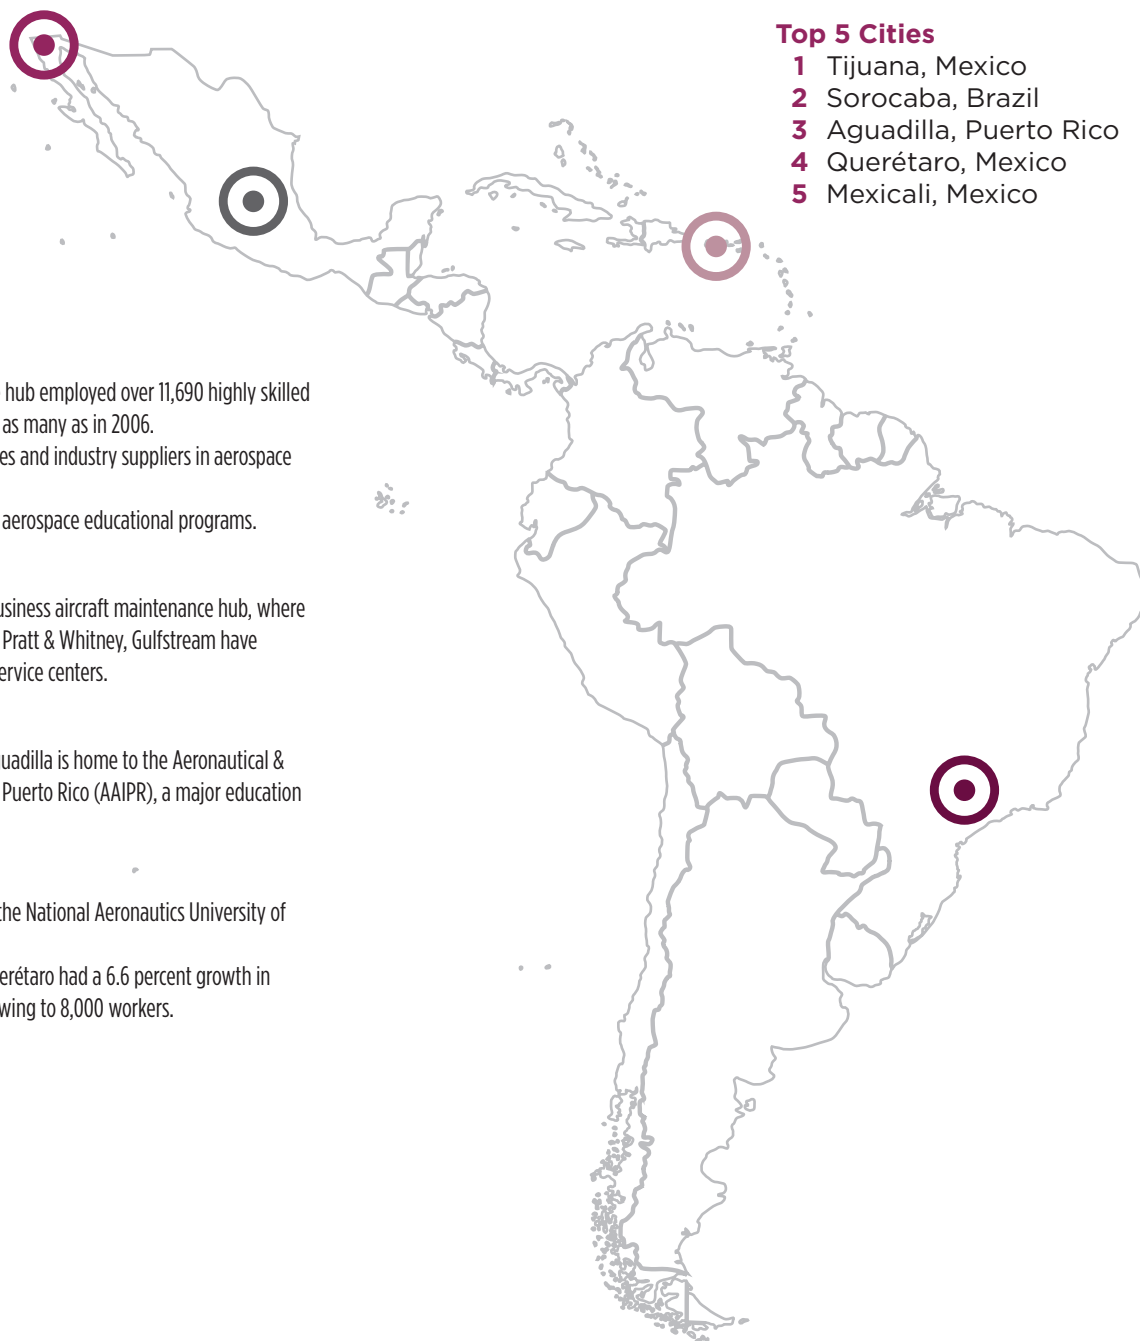 Top 5 Cities
1 Tijuana, Mexico
2 Sorocaba, Brazil
3 Aguadilla, Puerto Rico
4 Querétaro, Mexico
5 Mexicali, Mexico
hub employed over 11,690 highly skilled
as many as in 2006.
es and industry suppliers in aerospace
aerospace educational programs.
usiness aircraft maintenance hub, where
Pratt & Whitney, Gulfstream have
ervice centers.
uadilla is home to the Aeronautical &
Puerto Rico (AAIPR), a major education
the National Aeronautics University of
erétaro had a 6.6 percent growth in
wing to 8,000 workers.